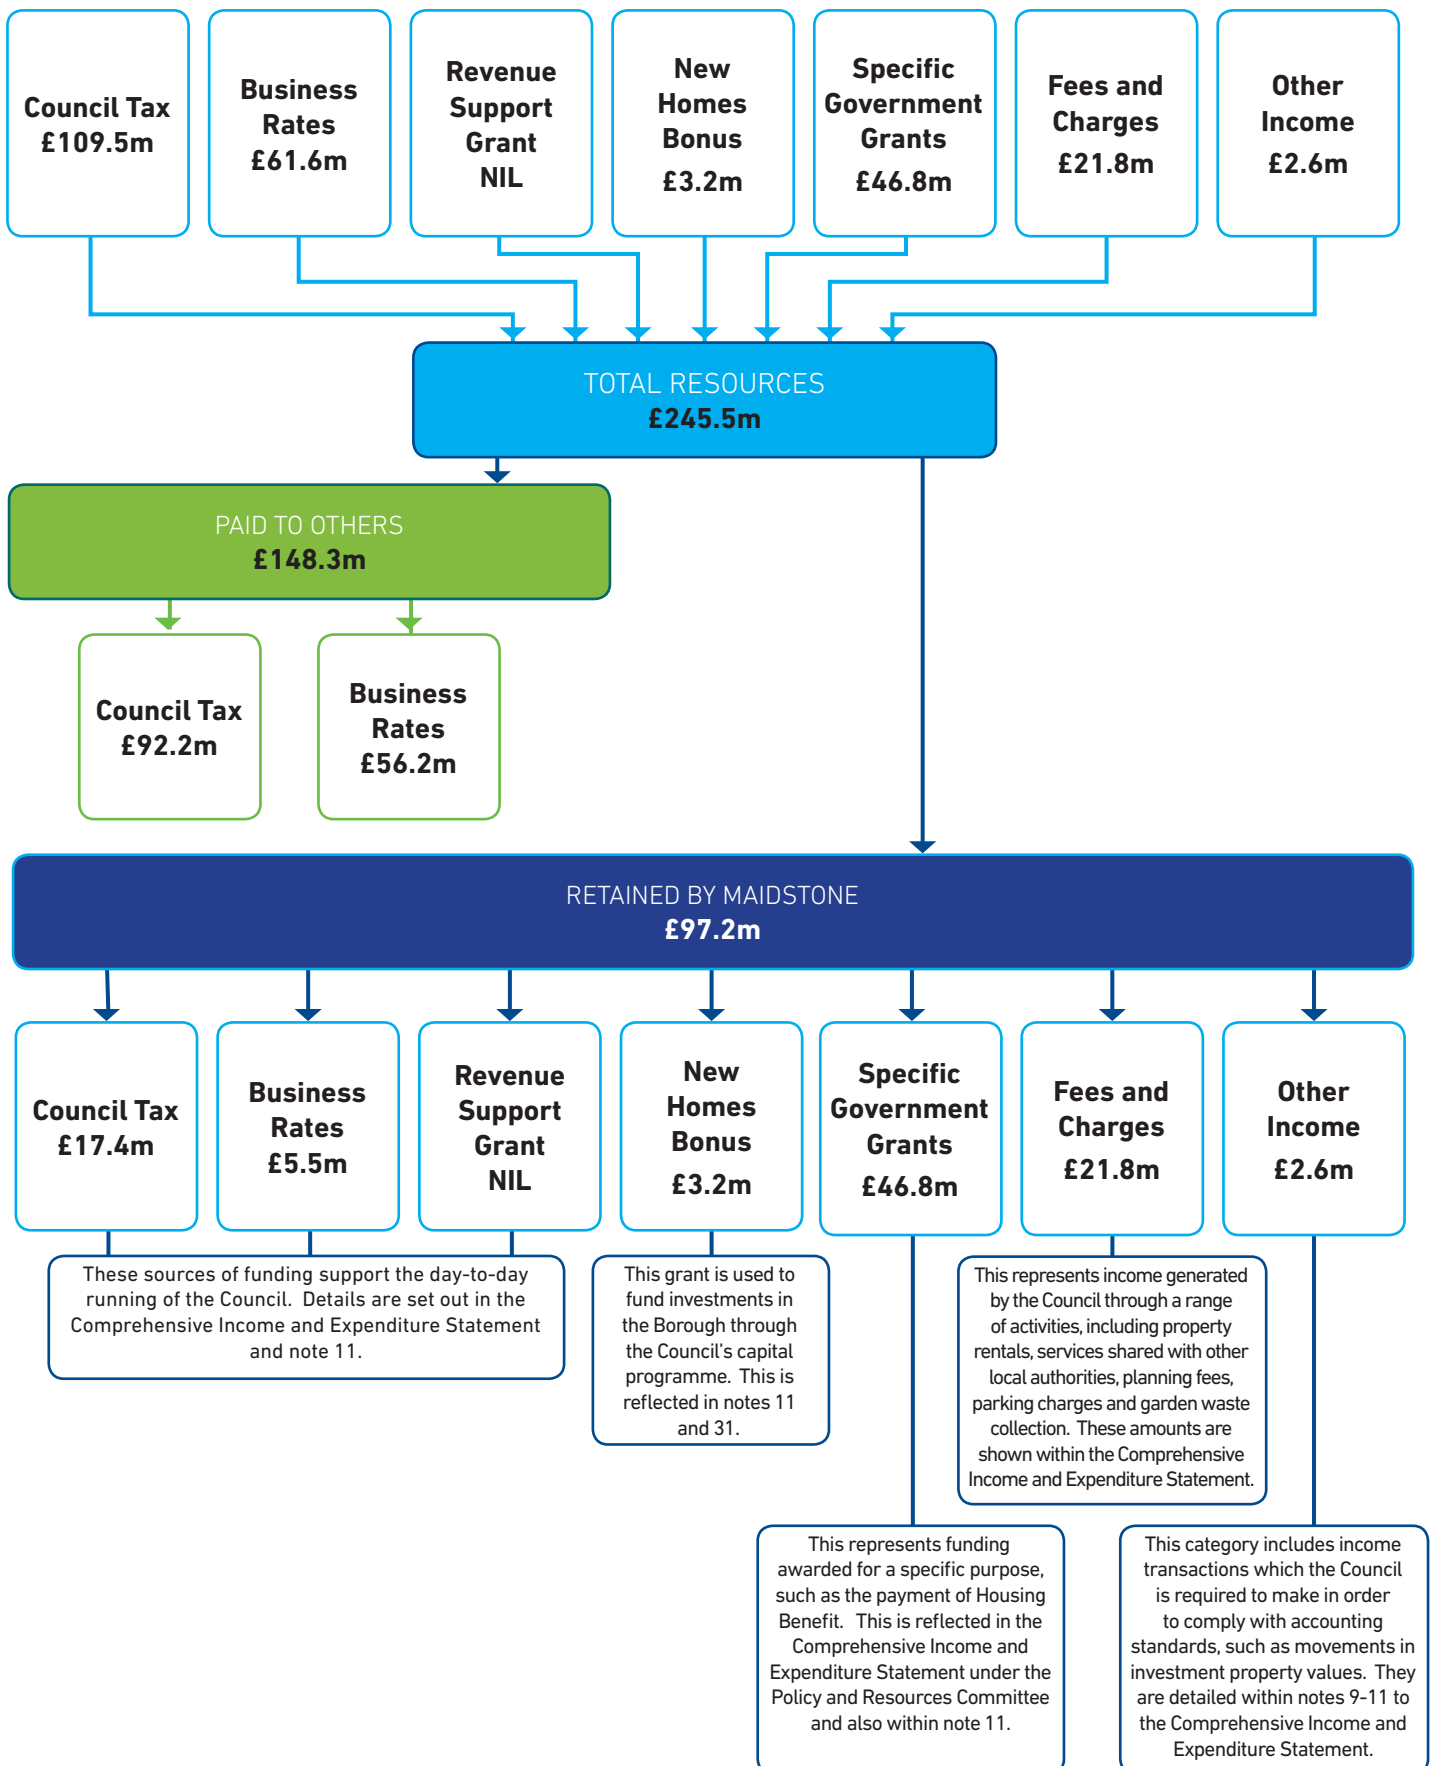 Council Tax
£109.5m
Business
Rates
£61.6m
Revenue
Support
Grant
NIL
New
Homes
Bonus
£3.2m
Specific
Government
Grants
£46.8m
Fees and
Charges
£21.8m
Other
Income
£2.6m
TOTAL RESOURCES
£245.5m
PAID TO OTHERS
£148.3m
Council Tax
£92.2m
Business
Rates
£56.2m
RETAINED BY MAIDSTONE
£97.2m
Council Tax
£17.4m
Business
Rates
£5.5m
Revenue
Support
Grant
NIL
New
Homes
Bonus
£3.2m
Specific
Government
Grants
£46.8m
Fees and
Charges
£21.8m
Other
Income
£2.6m
These sources of funding support the day-to-day
running of the Council. Details are set out in the
Comprehensive Income and Expenditure Statement
and note 11.
This grant is used to
fund investments in
the Borough through
the Council's capital
programme. This is
reflected in notes 11
and 31.
This represents income generated
by the Council through a range
of activities, including property
rentals, services shared with other
local authorities, planning fees,
parking charges and garden waste
collection. These amounts are
shown within the Comprehensive
Income and Expenditure Statement.
This represents funding
awarded for a specific purpose,
such as the payment of Housing
Benefit. This is reflected in the
Comprehensive Income and
Expenditure Statement under the
Policy and Resources Committee
and also within note 11.
This category includes income
transactions which the Council
is required to make in order
to comply with accounting
standards, such as movements in
investment property values. They
are detailed within notes 9-11 to
the Comprehensive Income and
Expenditure Statement.